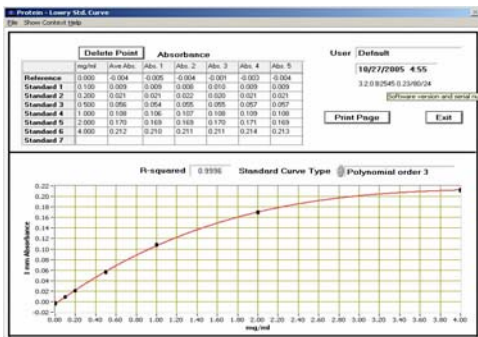 Protein - Lowry Std. Curve
File Show Context Help
Delete Point Absorbance User Default
mg/ml Ave Abs. Abs. 1 Abs. 2 Abs. 3 Abs. 4 Abs. 5
10/27/2005 4:55
Reference 0.000 -0.004 -0.005 -0.004 -0.001 -0.003 -0.004
Standard 1 0.100 0.009 0.009 0.008 0.010 0.009 0.009
Standard 2 0.200 0.021 0.021 0.022 0.020 0.021 0.021
Standard 3 0.500 0.056 0.054 0.055 0.055 0.057 0.057
Standard 4 1.000 0.108 0.106 0.107 0.108 0.109 0.108
Standard 5 2.000 0.170 0.169 0.169 0.170 0.171 0.169
Standard 6 4.000 0.212 0.210 0.211 0.211 0.214 0.213
Standard 7
Software version and serial nu
Print Page Exit
R-squared 0.9996 Standard Curve Type Polynomial order 3
1 mm Absorbance
0.22
0.20
0.18
0.16
0.14
0.12
0.10
0.08
0.06
0.04
0.02
0.00
-0.02
0.00 0.20 0.40 0.60 0.80 1.00 1.20 1.40 1.60 1.80 2.00 2.20 2.40 2.60 2.80 3.00 3.20 3.40 3.60 3.80 4.00
mg/ml